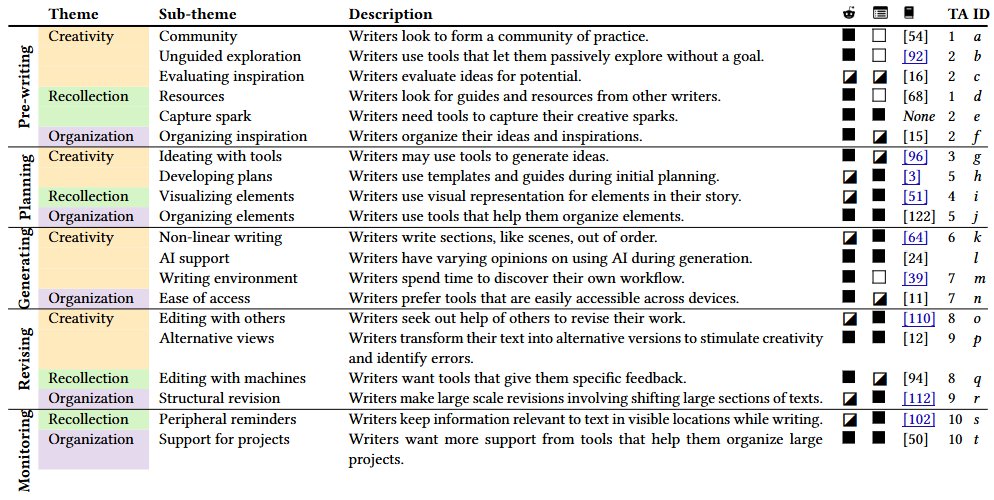 Theme Sub-theme Description TA ID
Pre-writing
Creativity Community Writers look to form a community of practice. [54] 1 a
Unguided exploration Writers use tools that let them passively explore without a goal. [92] 2 b
Evaluating inspiration Writers evaluate ideas for potential. [16] 2 c
Recollection Resources Writers look for guides and resources from other writers. [68] 1 d
Capture spark Writers need tools to capture their creative sparks. None 2 e
Organization Organizing inspiration Writers organize their ideas and inspirations. [15] 2 f
Planning
Creativity Ideating with tools Writers may use tools to generate ideas. [96] 3 g
Developing plans Writers use templates and guides during initial planning. [3] 5 h
Recollection Visualizing elements Writers use visual representation for elements in their story. [51] 4 i
Organization Organizing elements Writers use tools that help them organize elements. [122] 5 j
Generating
Creativity Non-linear writing Writers write sections, like scenes, out of order. [64] 6 k
AI support Writers have varying opinions on using AI during generation. [24] l
Writing environment Writers spend time to discover their own workflow. [39] 7 m
Organization Ease of access Writers prefer tools that are easily accessible across devices. [11] 7 n
Revising
Creativity Editing with others Writers seek out help of others to revise their work. [110] 8 o
Alternative views Writers transform their text into alternative versions to stimulate creativity [12] 9 p
and identify errors.
Recollection Editing with machines Writers want tools that give them specific feedback. [94] 8 q
Organization Structural revision Writers make large scale revisions involving shifting large sections of texts. [112] 9 r
Monitoring
Recollection Peripheral reminders Writers keep information relevant to text in visible locations while writing. [102] 10 s
Organization Support for projects Writers want more support from tools that help them organize large [50] 10 t
projects.